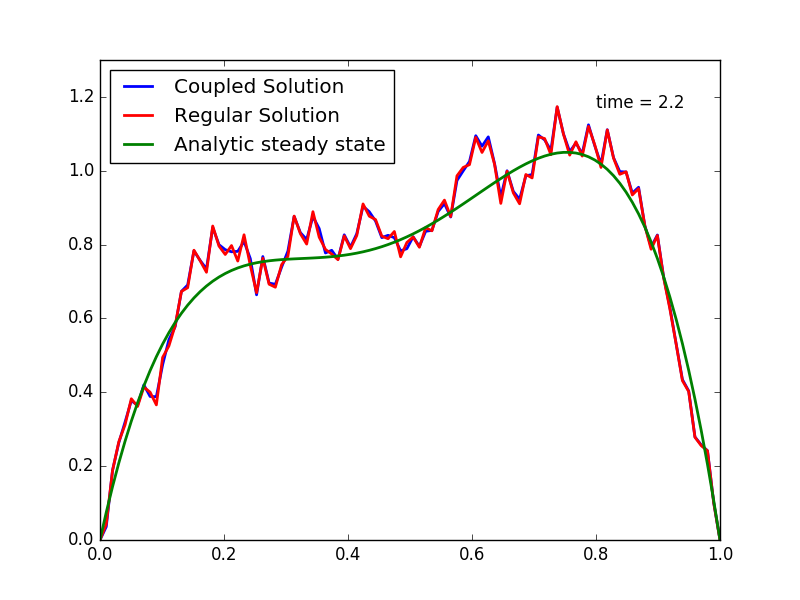 1.2
1.0
0.8
0.6
0.4
0.2
0.0
Coupled Solution
Regular Solution
Analytic steady state
time = 2.2
0.0 0.2 0.4 0.6 0.8 1.0